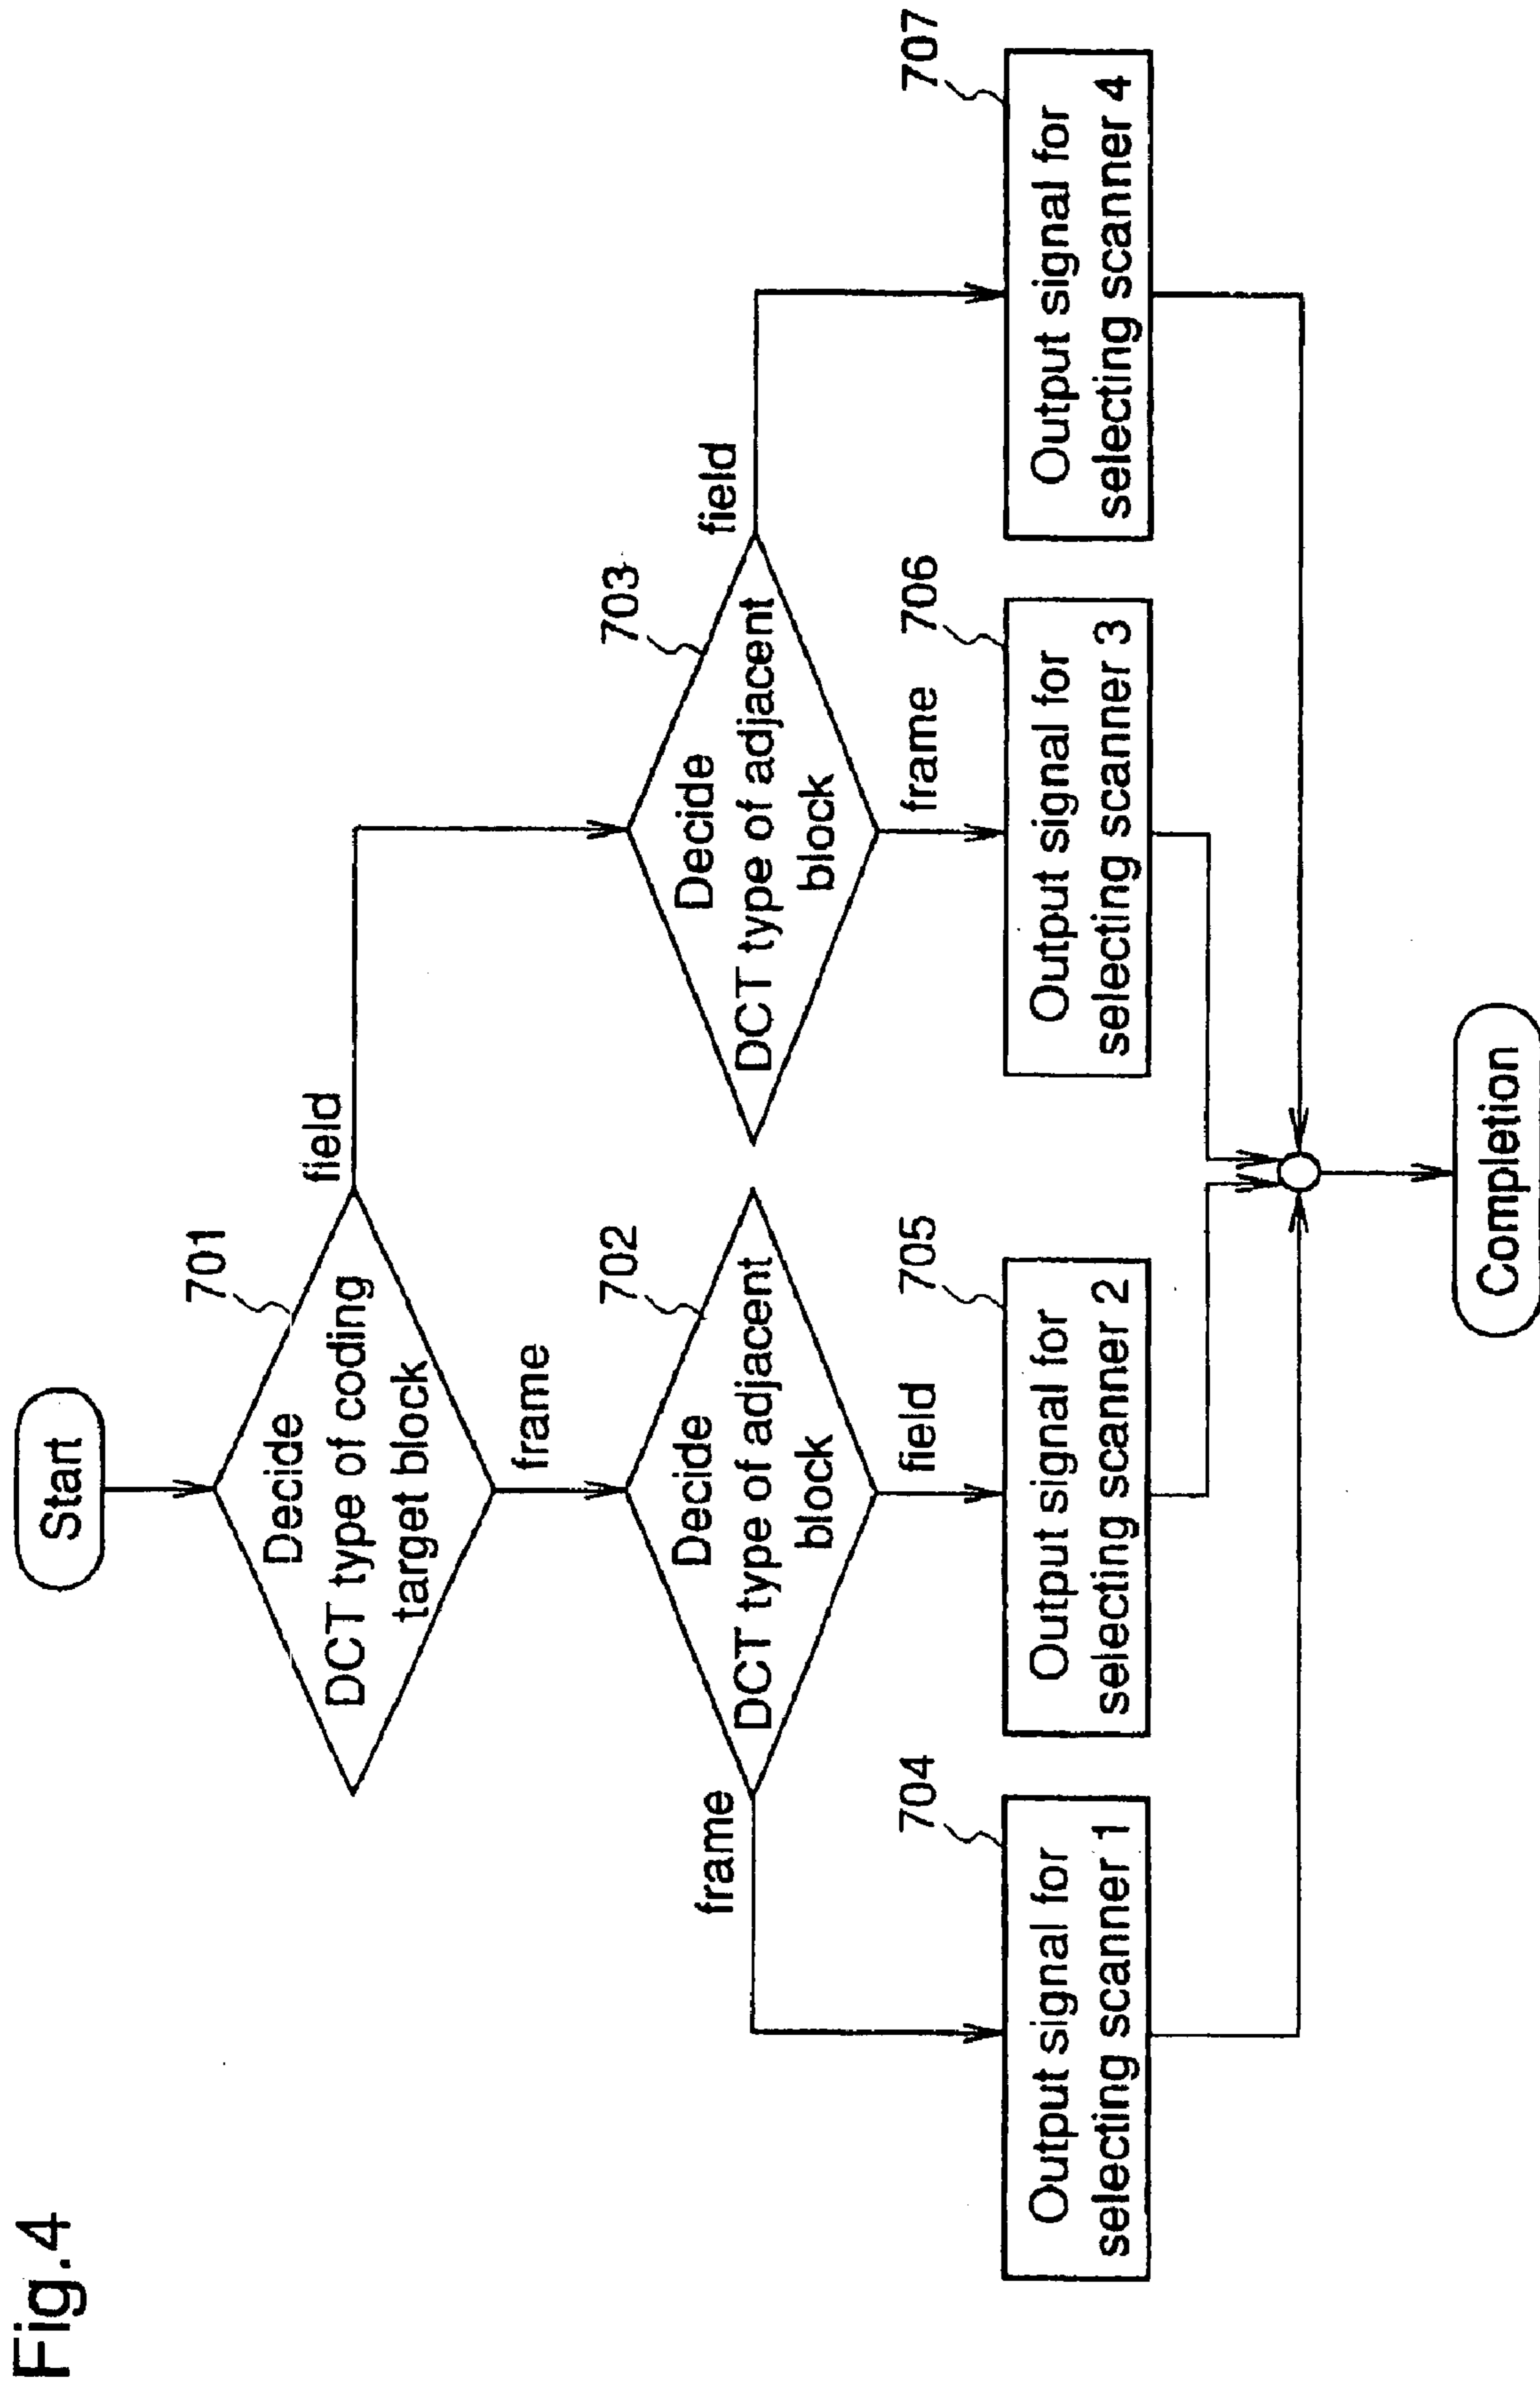 Fig.4
Start
701
Decide
DCT type of coding
target block
field
frame
702
Decide
DCT type of adjacent
block
703
Decide
DCT type of adjacent
block
frame
field
frame
field
704
Output signal for
selecting scanner 1
705
Output signal for
selecting scanner 2
706
Output signal for
selecting scanner 3
707
Output signal for
selecting scanner 4
Completion